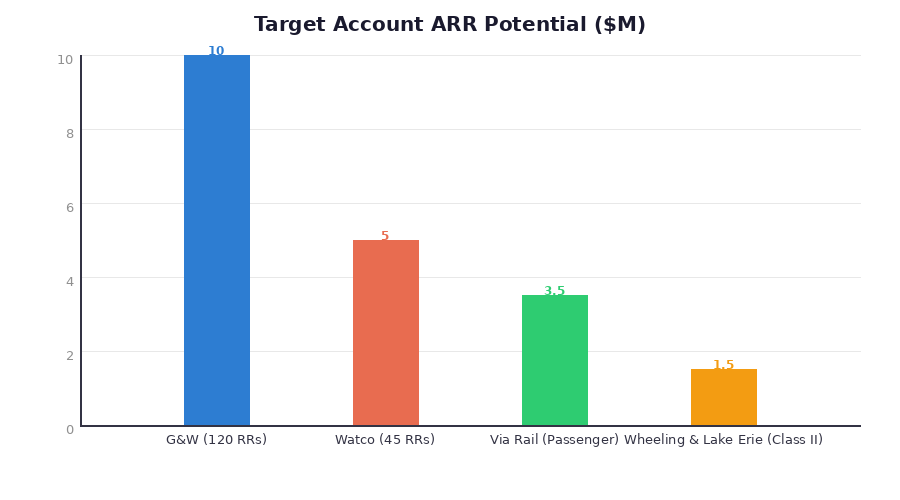 Target Account ARR Potential ($M)
10
8
6
4
2
0
10
5
3.5
1.5
G&W (120 RRs)
Watco (45 RRs)
Via Rail (Passenger)
Wheeling & Lake Erie (Class II)